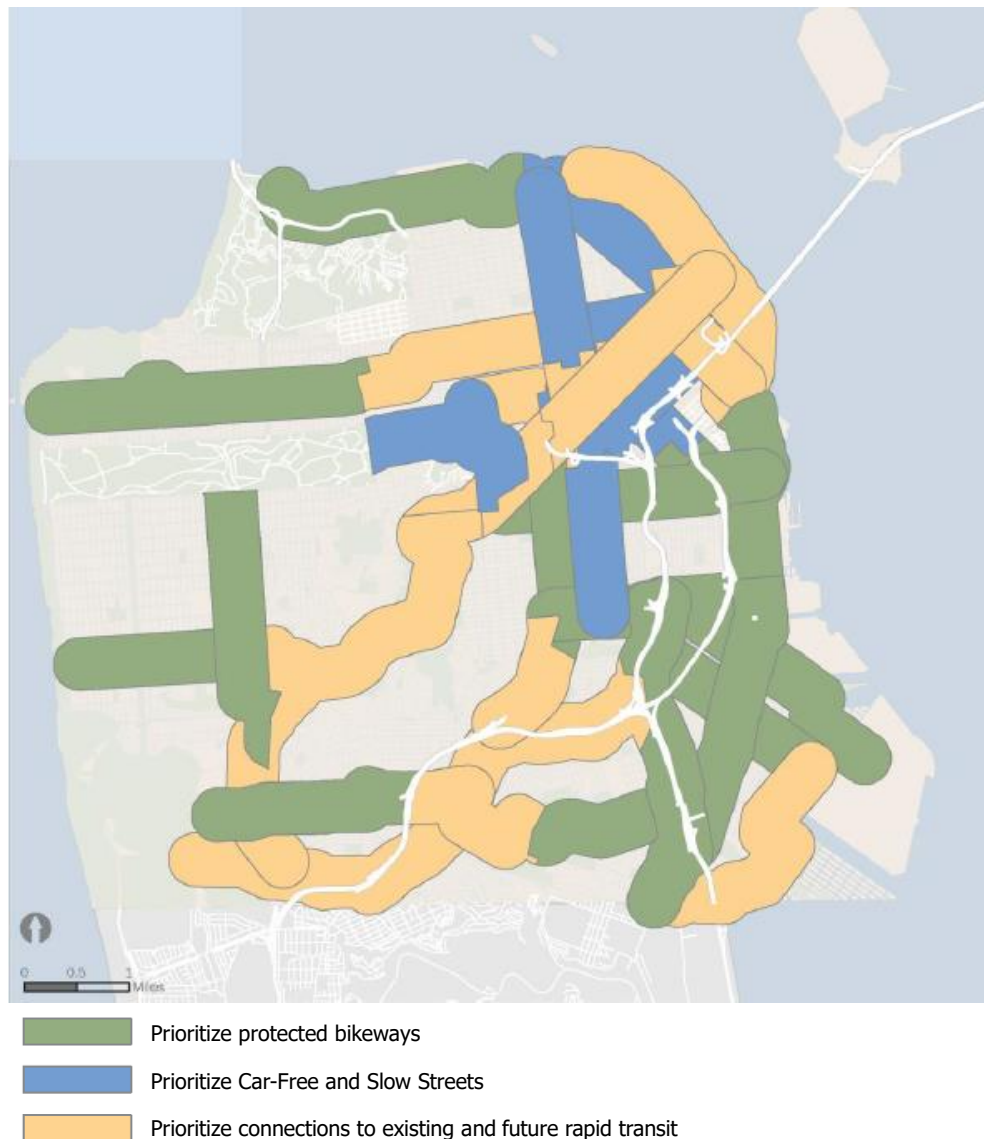 0 0.5 1
Miles
Prioritize protected bikeways
Prioritize Car-Free and Slow Streets
Prioritize connections to existing and future rapid transit